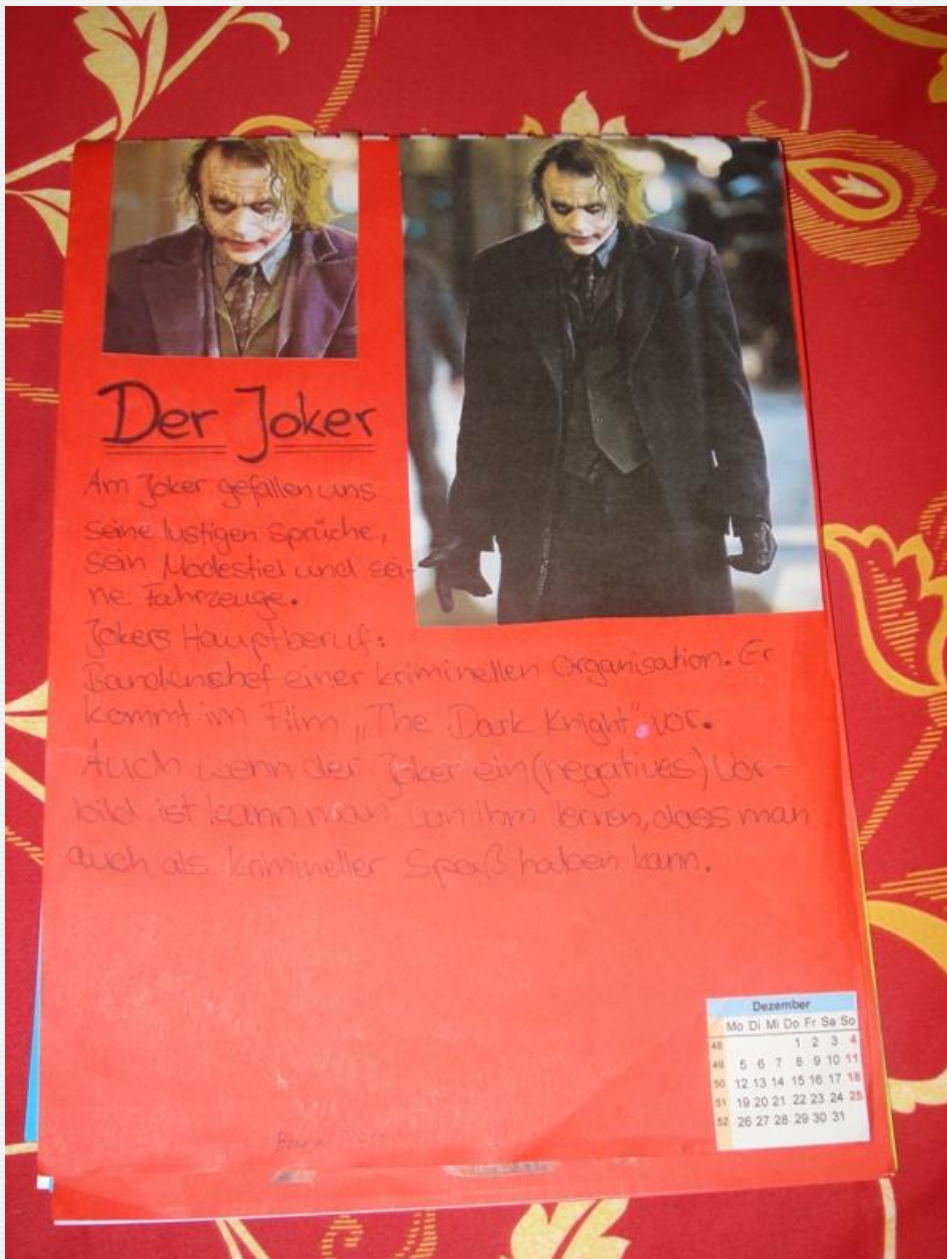 Der Joker
Am Joker gefallen uns
seine lustigen Sprüche,
sein Modestiel und sei-
ne Fahrzeuge.
Jokers Hauptberuf:
Bandenshef einer kriminellen Organisation. Er
kommt im Film „The Dark Knight“ vor.
Auch wenn der Joker ein (negatives) Vor-
bild ist kann man von ihm lernen, dass man
auch als krimineller Spaß haben kann.
Dezember
Mo Di Mi Do Fr Sa So
48 1 2 3 4
49 5 6 7 8 9 10 11
50 12 13 14 15 16 17 18
51 19 20 21 22 23 24 25
52 26 27 28 29 30 31